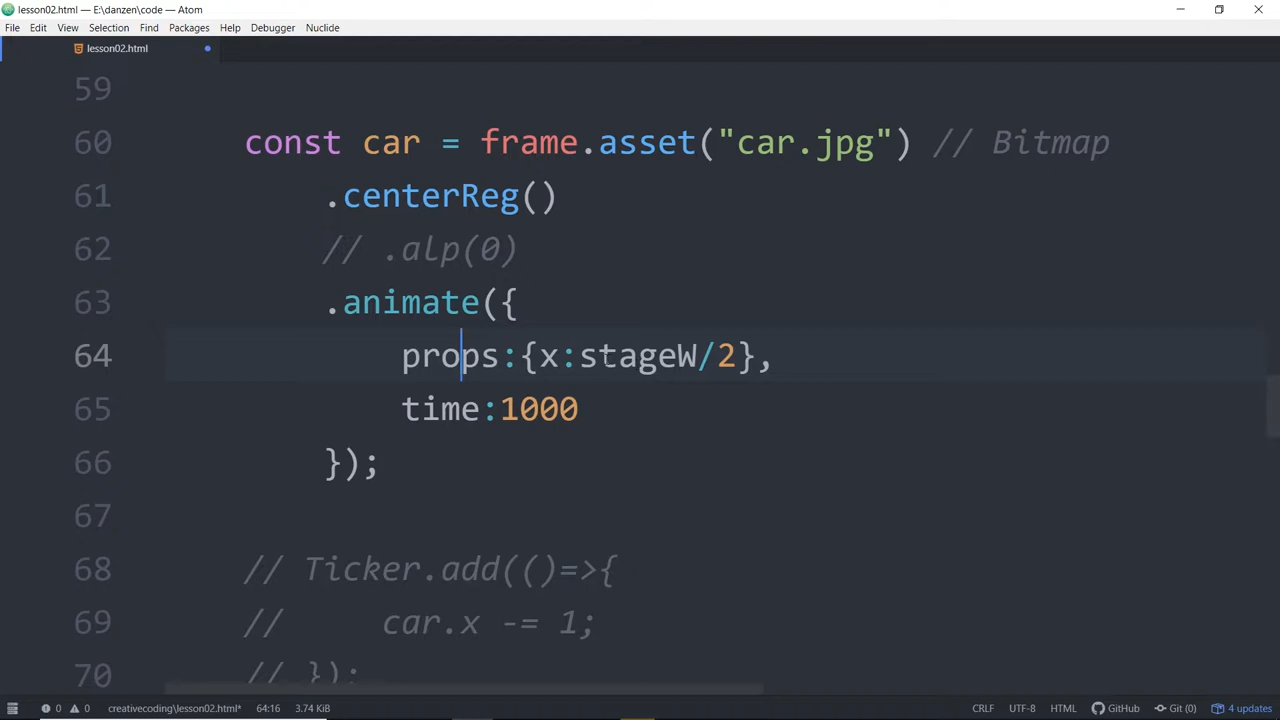 lesson02.html — E:\danzen\code — Atom
File Edit View Selection Find Packages Help Debugger Nuclide
lesson02.html
59
60 const car = frame.asset("car.jpg") // Bitmap
61 .centerReg()
62 // .alp(0)
63 .animate({
64 props:{x:stageW/2},
65 time:1000
66 });
67
68 // Ticker.add(()=>{
69 // car.x -= 1;
70 // });
0 0 creativecoding\lesson02.html* 64:16 3.74 KiB CRLF UTF-8 HTML GitHub Git (0) 4 updates